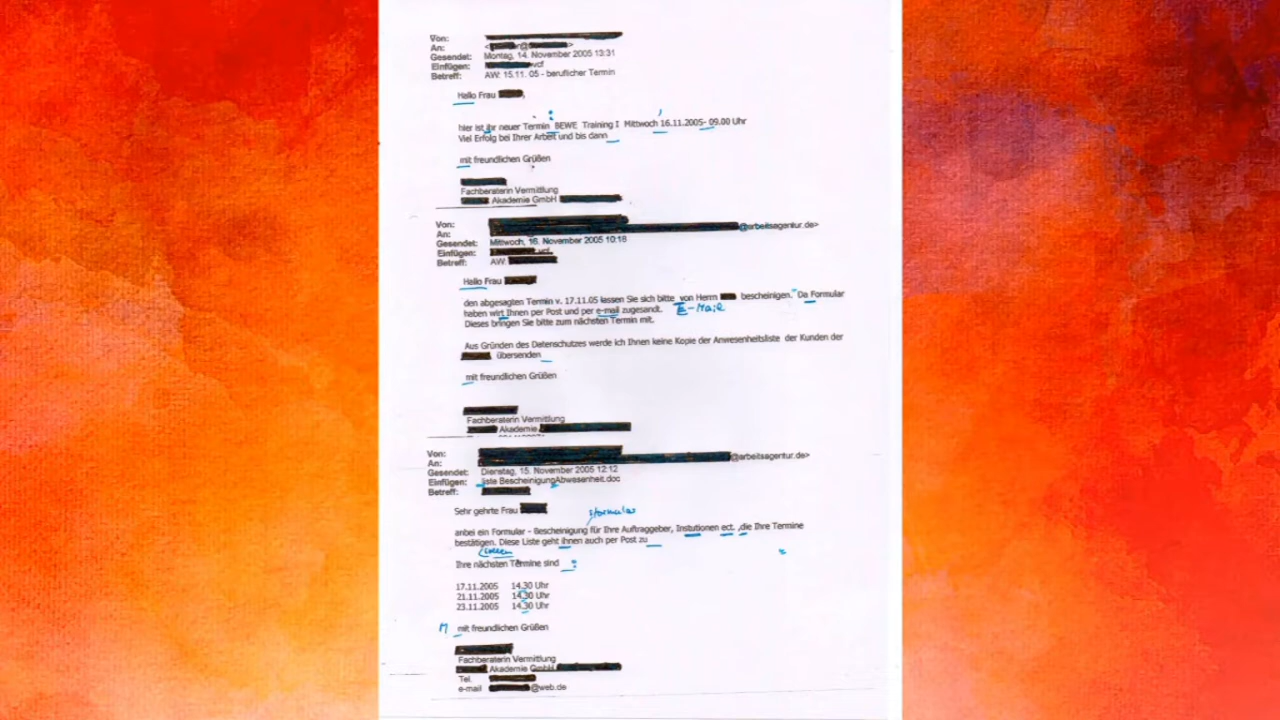 Von:
An:
Gesendet: Montag, 14. November 2005 13:31
Einfügen: .vcf
Betreff: AW: 15.11. 05 - beruflicher Termin
Hallo Frau ,
hier ist ihr neuer Termin BEWE Training I Mittwoch 16.11.2005- 09.00 Uhr
Viel Erfolg bei Ihrer Arbeit und bis dann
mit freundlichen Grüßen
Fachberaterin Vermittlung
Akademie GmbH
Von:
An: @arbeitsagentur.de>
Gesendet: Mittwoch, 16. November 2005 10:16
Einfügen: .vcf
Betreff: AW
Hallo Frau
den abgesagten Termin v. 17.11.05 lassen Sie sich bitte von Herrn bescheinigen. Da Formular
haben wirt Ihnen per Post und per e-mail zugesandt. E-Mail
Dieses bringen Sie bitte zum nächsten Termin mit.
Aus Gründen des Datenschutzes werde ich Ihnen keine Kopie der Anwesenheitsliste der Kunden der
übersenden
mit freundlichen Grüßen
Fachberaterin Vermittlung
Akademie
Von:
An: @arbeitsagentur.de>
Gesendet: Dienstag, 15. November 2005 12:12
Einfügen: liste BescheinigungAbwesenheit.doc
Betreff:
Sehr gehrte Frau
anbei ein Formular - Bescheinigung für Ihre Auftraggeber, Instutionen ect. ,die Ihre Termine
bestätigen. Diese Liste geht ihnen auch per Post zu
Ihre nächsten Termine sind :
17.11.2005 14.30 Uhr
21.11.2005 14.30 Uhr
23.11.2005 14.30 Uhr
M mit freundlichen Grüßen
Fachberaterin Vermittlung
Akademie GmbH
Tel.
e-mail @web.de